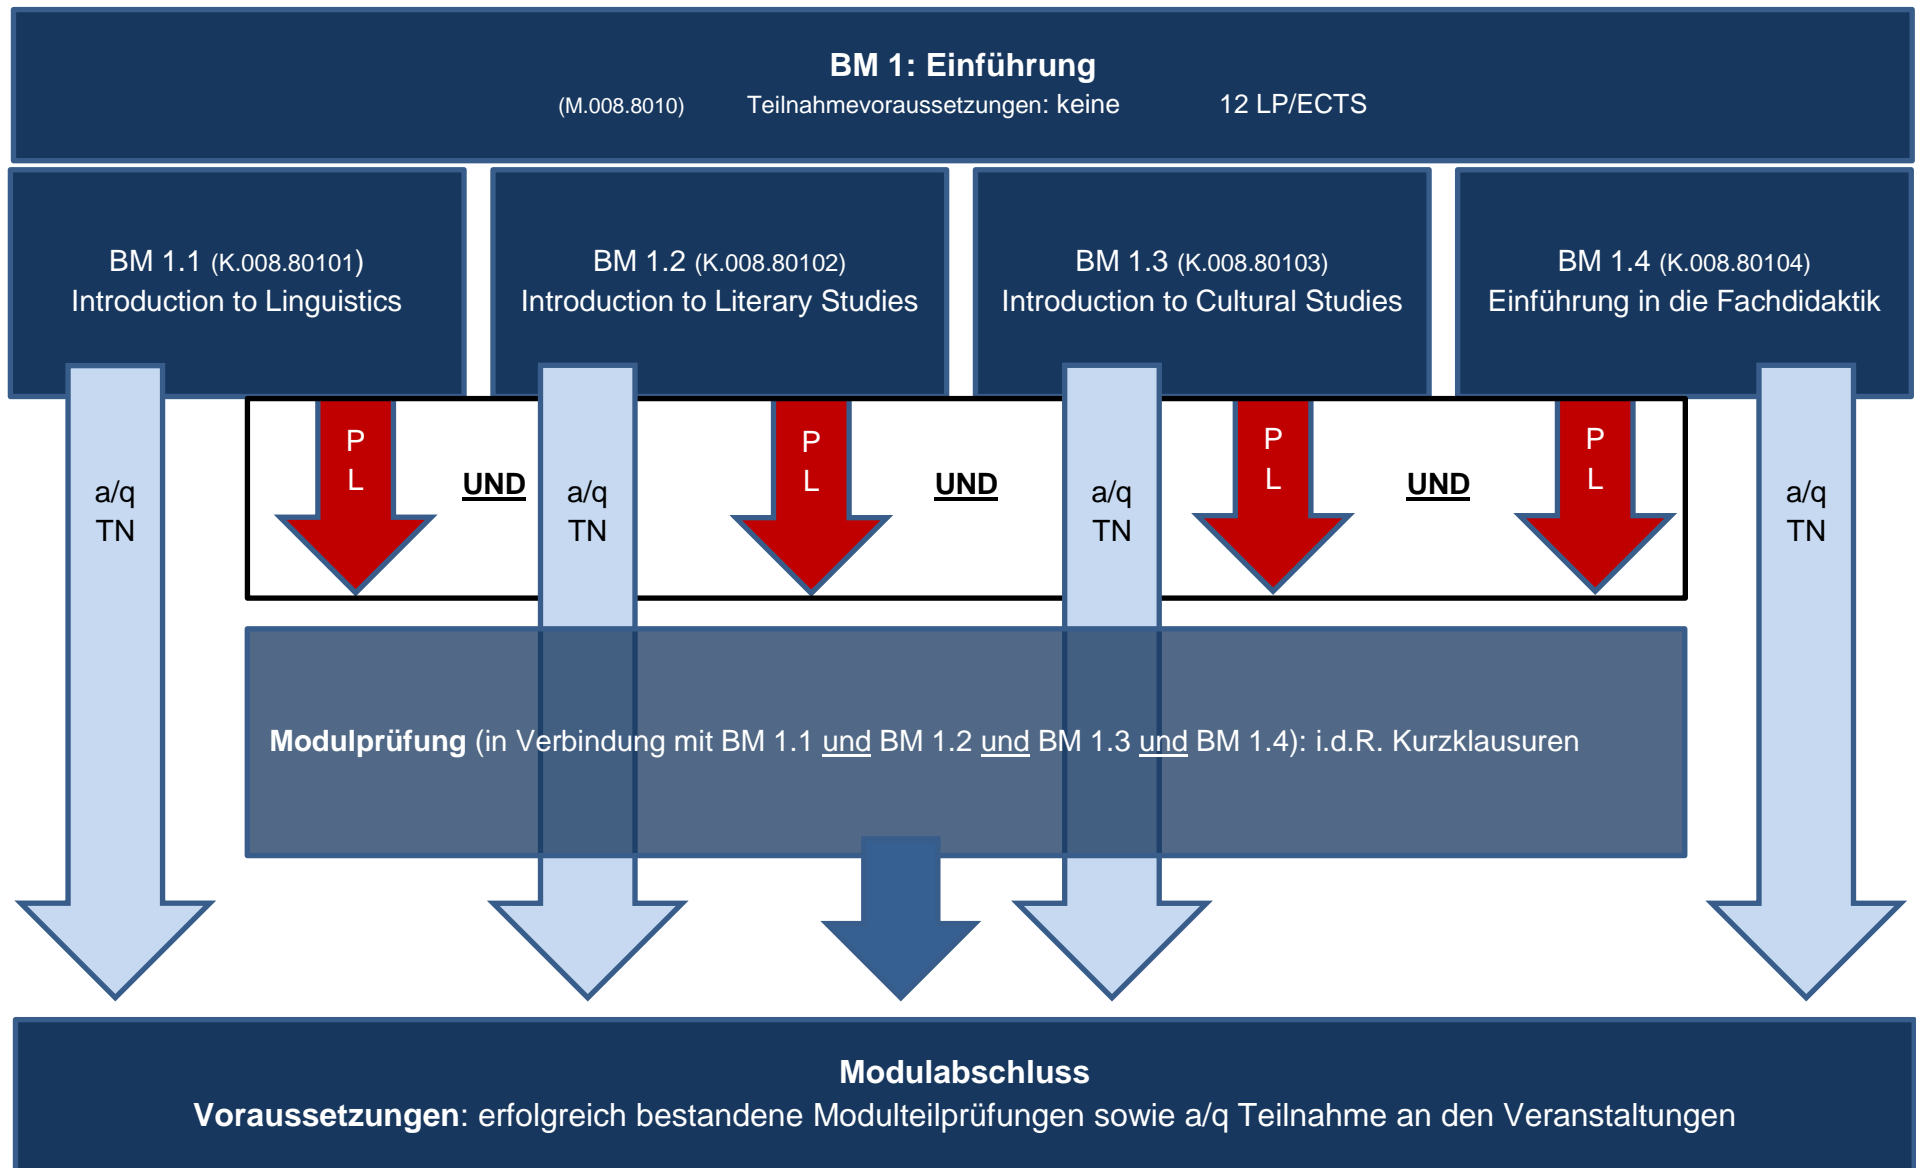 BM 1: Einführung
(M.008.8010) Teilnahmevoraussetzungen: keine 12 LP/ECTS
BM 1.1 (K.008.80101)
Introduction to Linguistics
BM 1.2 (K.008.80102)
Introduction to Literary Studies
BM 1.3 (K.008.80103)
Introduction to Cultural Studies
BM 1.4 (K.008.80104)
Einführung in die Fachdidaktik
a/q
TN
P
L
UND
a/q
TN
P
L
UND
a/q
TN
P
L
UND
P
L
a/q
TN
Modulprüfung (in Verbindung mit BM 1.1 und BM 1.2 und BM 1.3 und BM 1.4): i.d.R. Kurzklausuren
Modulabschluss
Voraussetzungen: erfolgreich bestandene Modulteilprüfungen sowie a/q Teilnahme an den Veranstaltungen